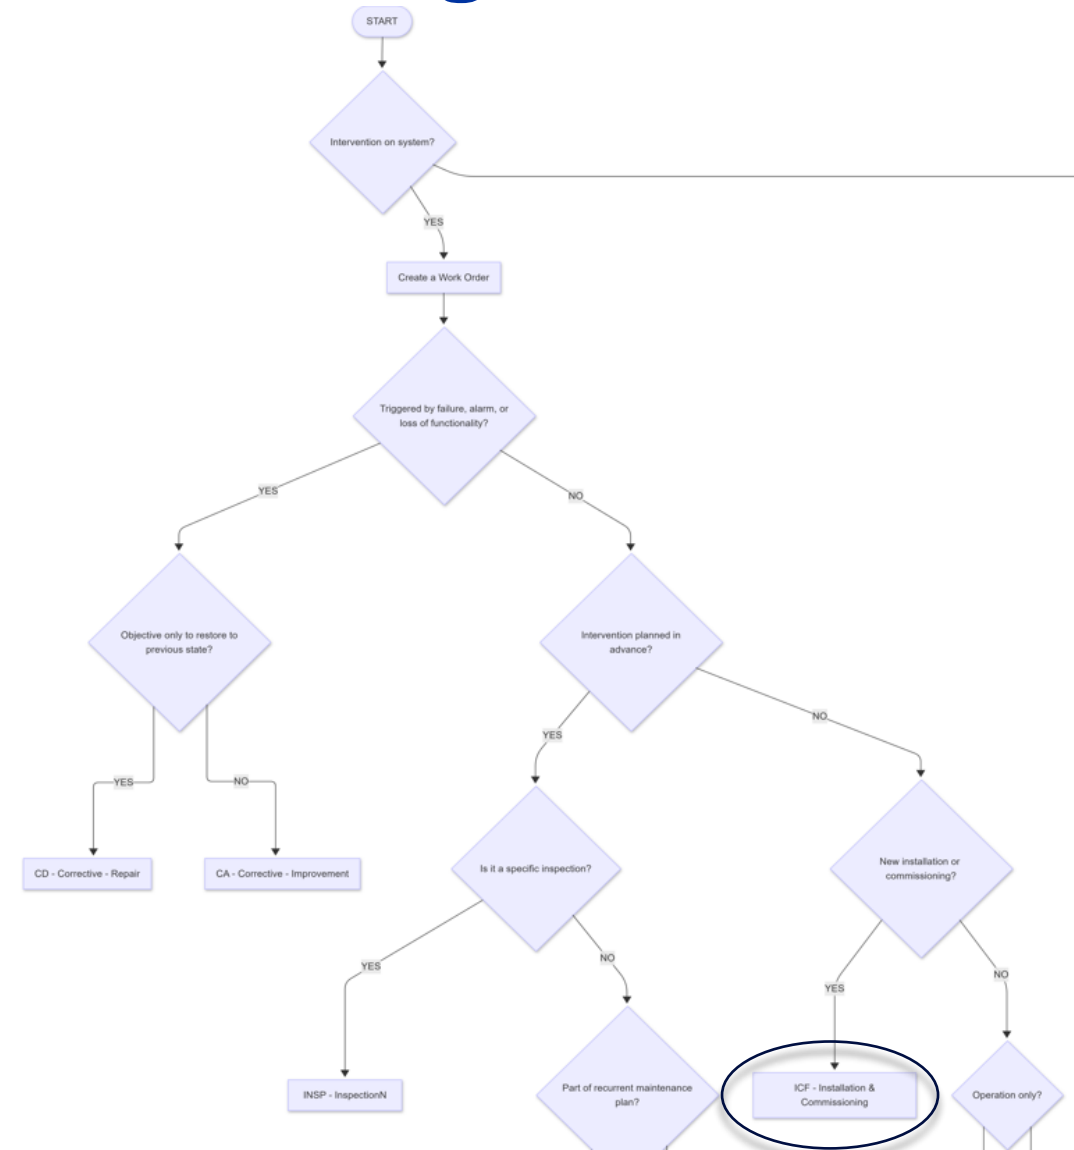 START
Intervention on system?
YES
Create a Work Order
Triggered by failure, alarm, or
loss of functionality?
YES
NO
Objective only to restore to
previous state?
Intervention planned in
advance?
YES
NO
YES
NO
CD - Corrective - Repair
CA - Corrective - Improvement
Is it a specific inspection?
New installation or
commissioning?
YES
NO
YES
NO
INSP - InspectionN
Part of recurrent maintenance
plan?
ICF - Installation &
Commissioning
Operation only?